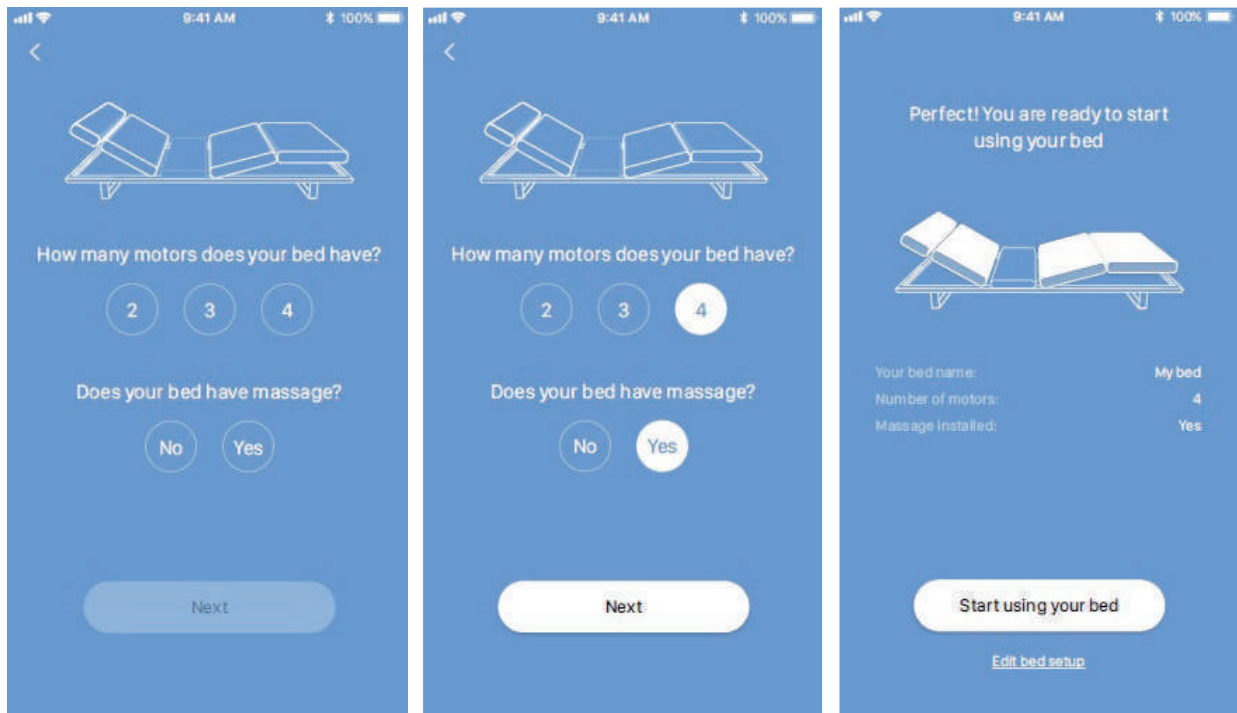 9:41 AM
100%
How many motors does your bed have?
2 3 4
Does your bed have massage?
No Yes
Next
9:41 AM
100%
How many motors does your bed have?
2 3 4
Does your bed have massage?
No Yes
Next
9:41 AM
100%
Perfect! You are ready to start
using your bed
Your bed name: My bed
Number of motors: 4
Massage installed: Yes
Start using your bed
Edit bed setup